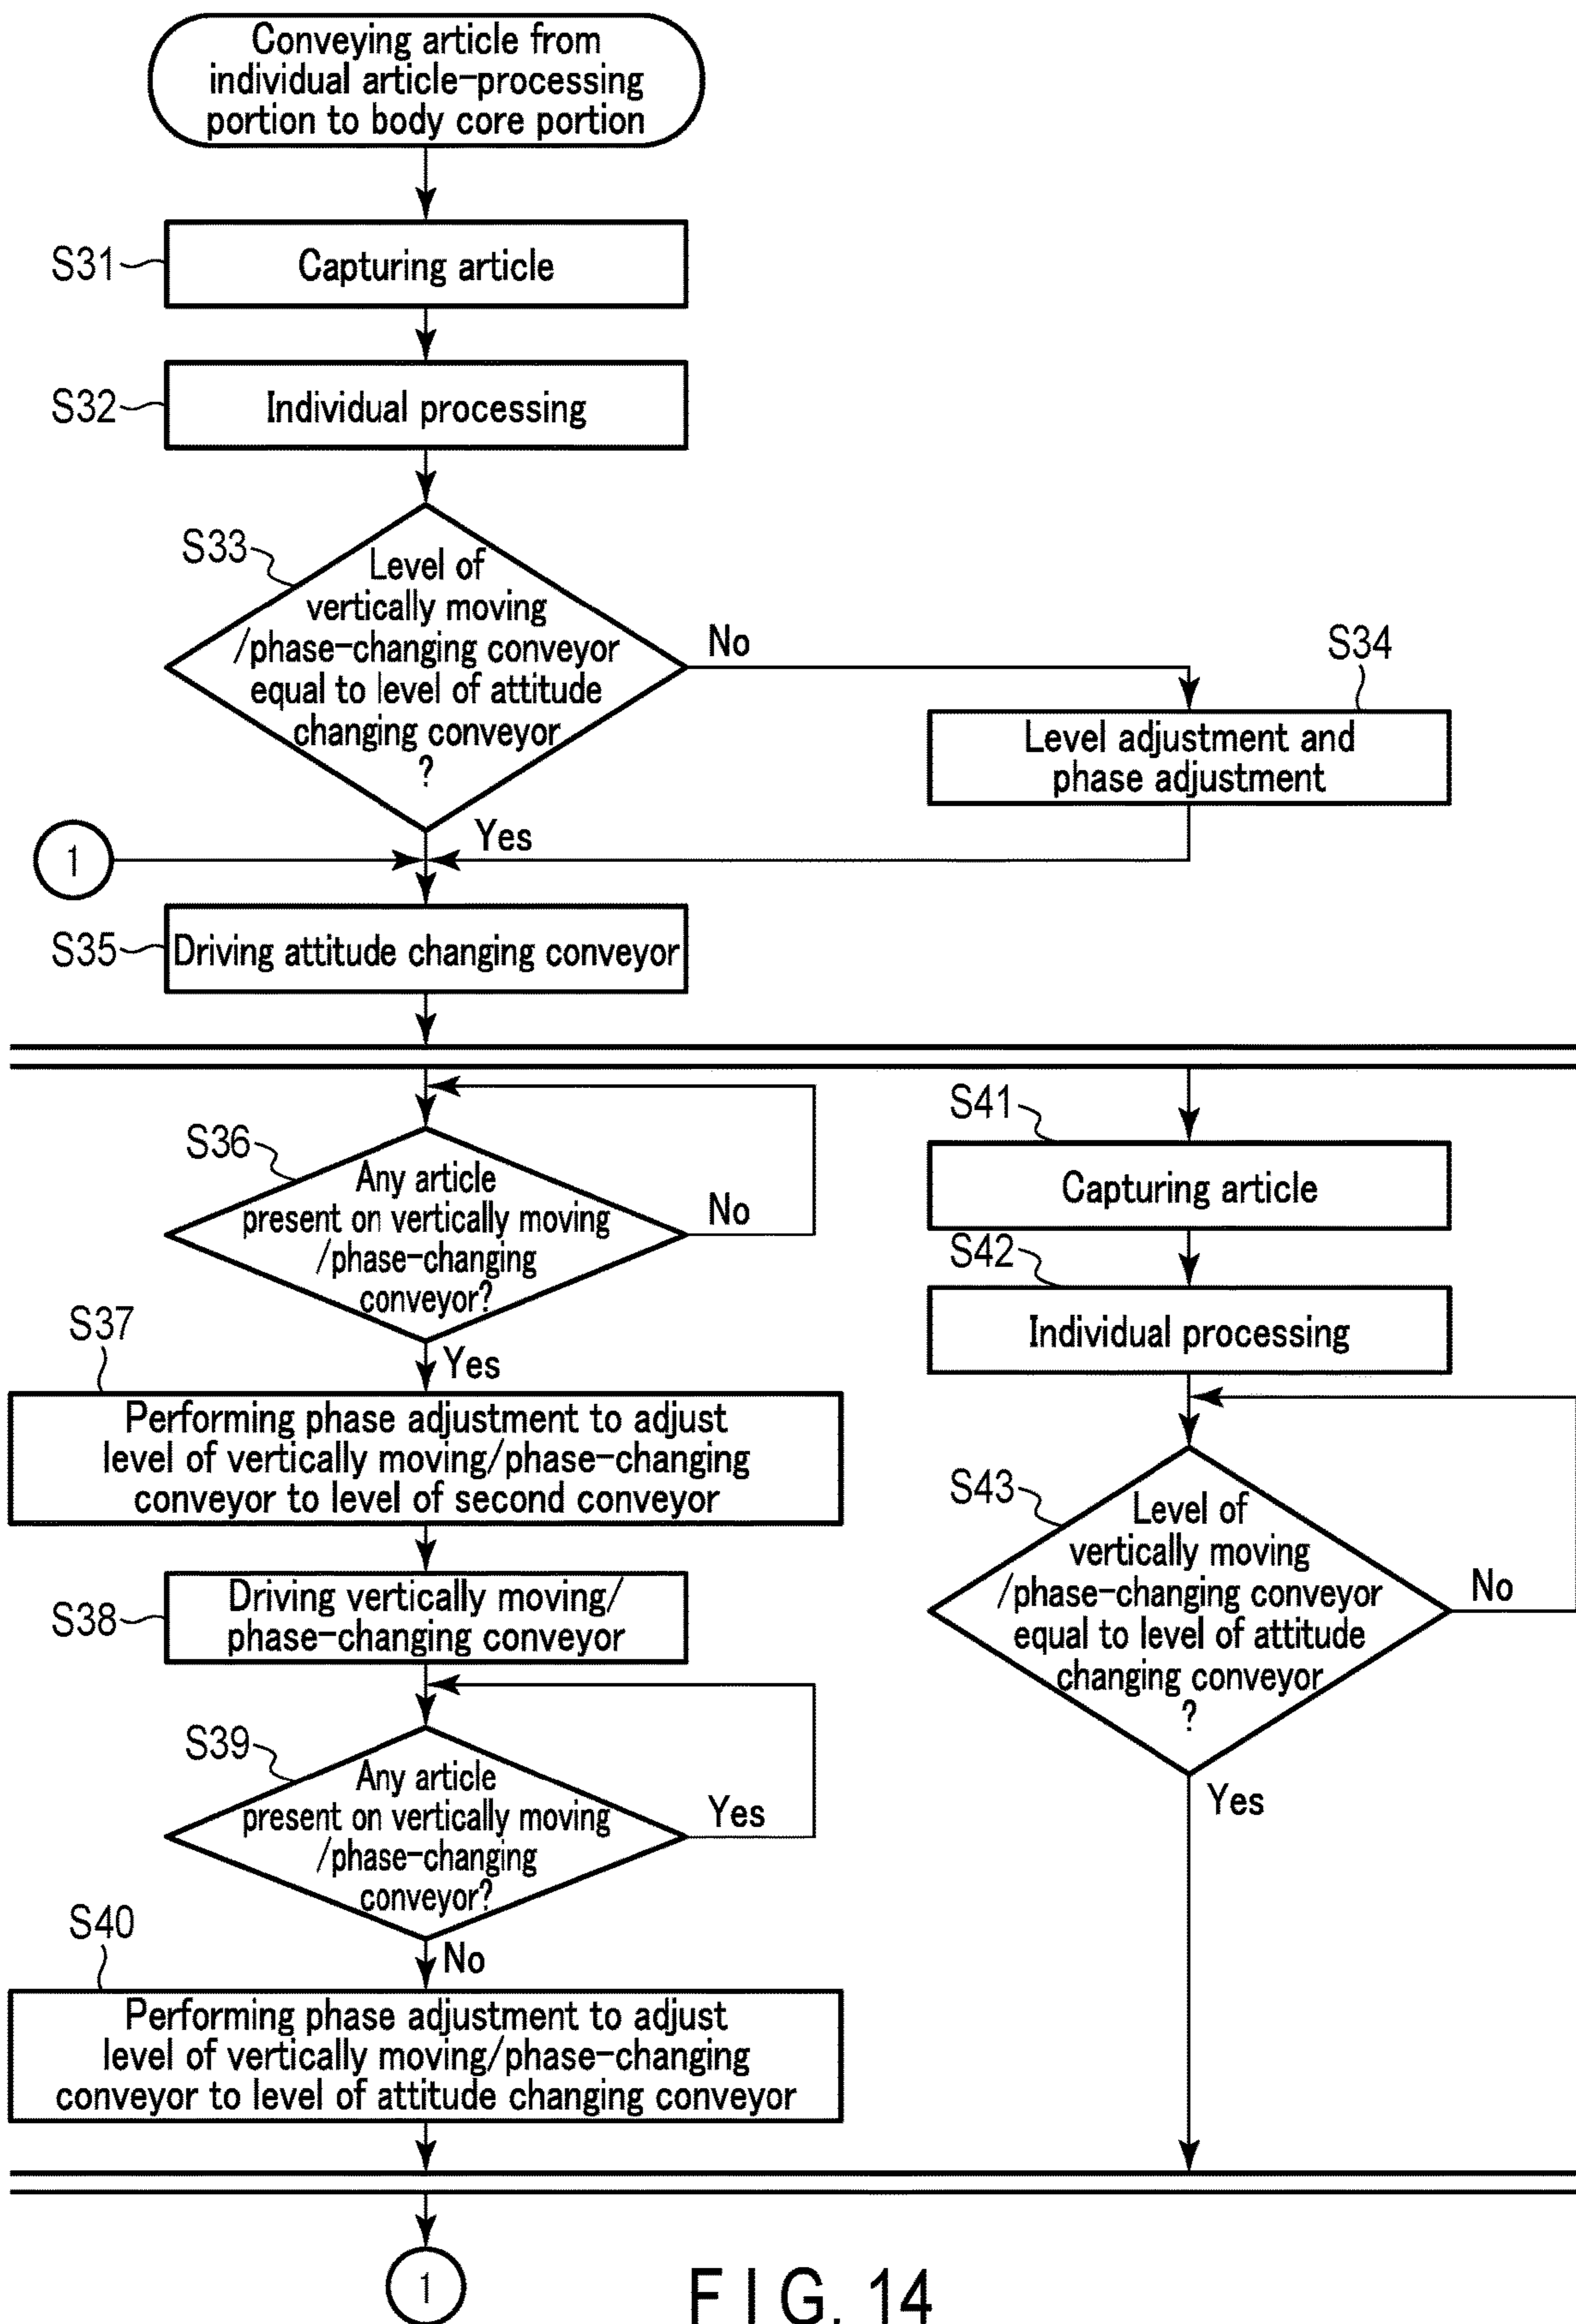 Conveying article from
individual article-processing
portion to body core portion
S31
Capturing article
S32
Individual processing
S33
Level of
vertically moving
/phase-changing conveyor
equal to level of attitude
changing conveyor
?
No
S34
Level adjustment and
phase adjustment
Yes
1
S35
Driving attitude changing conveyor
S36
Any article
present on vertically moving
/phase-changing
conveyor?
No
Yes
S37
Performing phase adjustment to adjust
level of vertically moving/phase-changing
conveyor to level of second conveyor
S38
Driving vertically moving/
phase-changing conveyor
S39
Any article
present on vertically moving
/phase-changing
conveyor?
Yes
No
S40
Performing phase adjustment to adjust
level of vertically moving/phase-changing
conveyor to level of attitude changing conveyor
S41
Capturing article
S42
Individual processing
S43
Level of
vertically moving
/phase-changing conveyor
equal to level of attitude
changing conveyor
?
No
Yes
1
FIG. 14